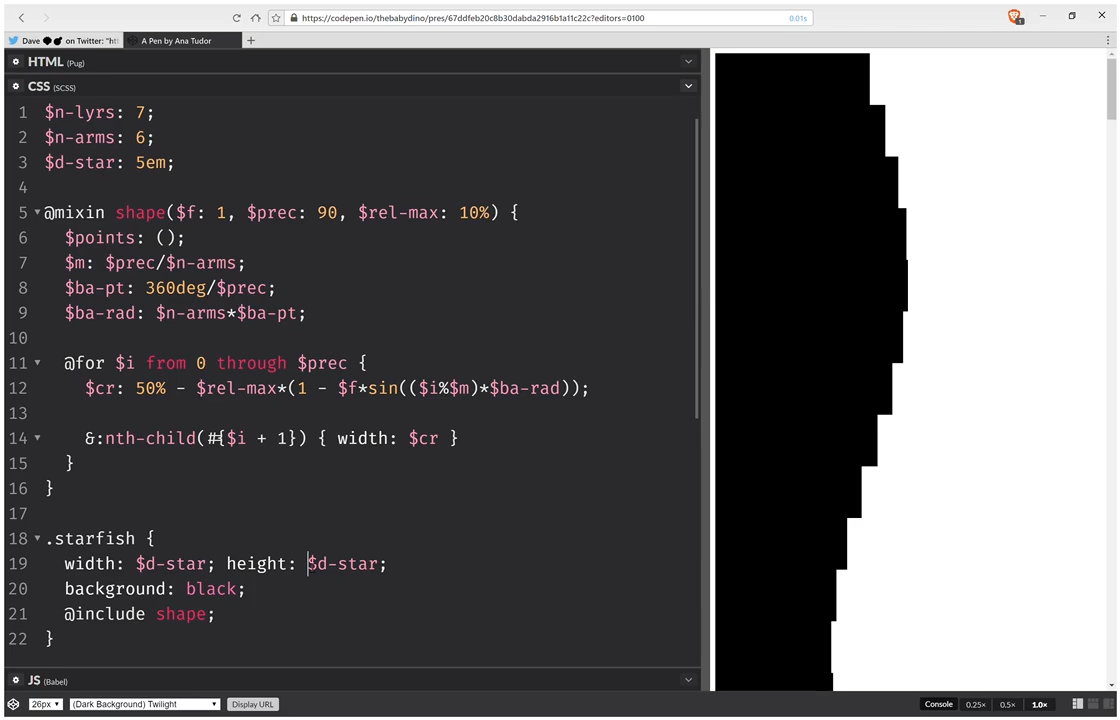 https://codepen.io/thebabydino/pres/67ddfeb20c8b30dabda2916b1a11c22c?editors=0100
0.01s
1
Dave on Twitter: "htt
A Pen by Ana Tudor
HTML (Pug)
CSS (SCSS)
1 $n-lyrs: 7;
2 $n-arms: 6;
3 $d-star: 5em;
4
5 @mixin shape($f: 1, $prec: 90, $rel-max: 10%) {
6 $points: ();
7 $m: $prec/$n-arms;
8 $ba-pt: 360deg/$prec;
9 $ba-rad: $n-arms*$ba-pt;
10
11 @for $i from 0 through $prec {
12 $cr: 50% - $rel-max*(1 - $f*sin(($i%$m)*$ba-rad));
13
14 &:nth-child(#{$i + 1}) { width: $cr }
15 }
16 }
17
18 .starfish {
19 width: $d-star; height: $d-star;
20 background: black;
21 @include shape;
22 }
JS (Babel)
26px (Dark Background) Twilight Display URL Console 0.25× 0.5× 1.0×